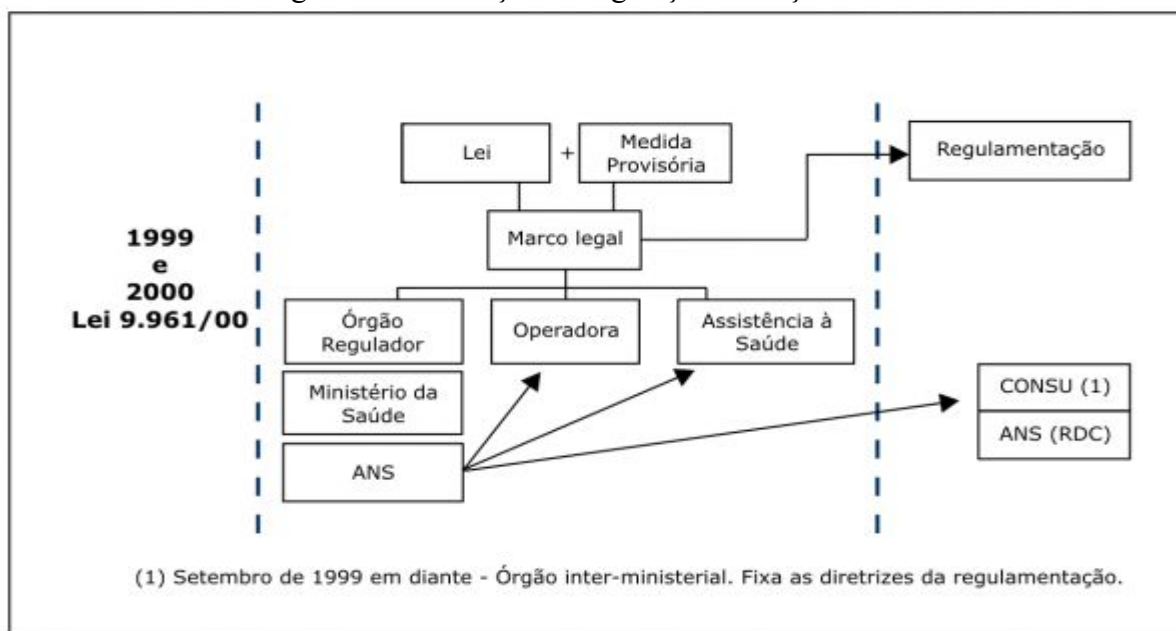 Lei
+
Medida
Provisória
Regulamentação
Marco legal
1999
e
2000
Lei 9.961/00
Órgão
Regulador
Operadora
Assistência à
Saúde
Ministério da
Saúde
ANS
CONSU (1)
ANS (RDC)
(1) Setembro de 1999 em diante - Órgão inter-ministerial. Fixa as diretrizes da regulamentação.